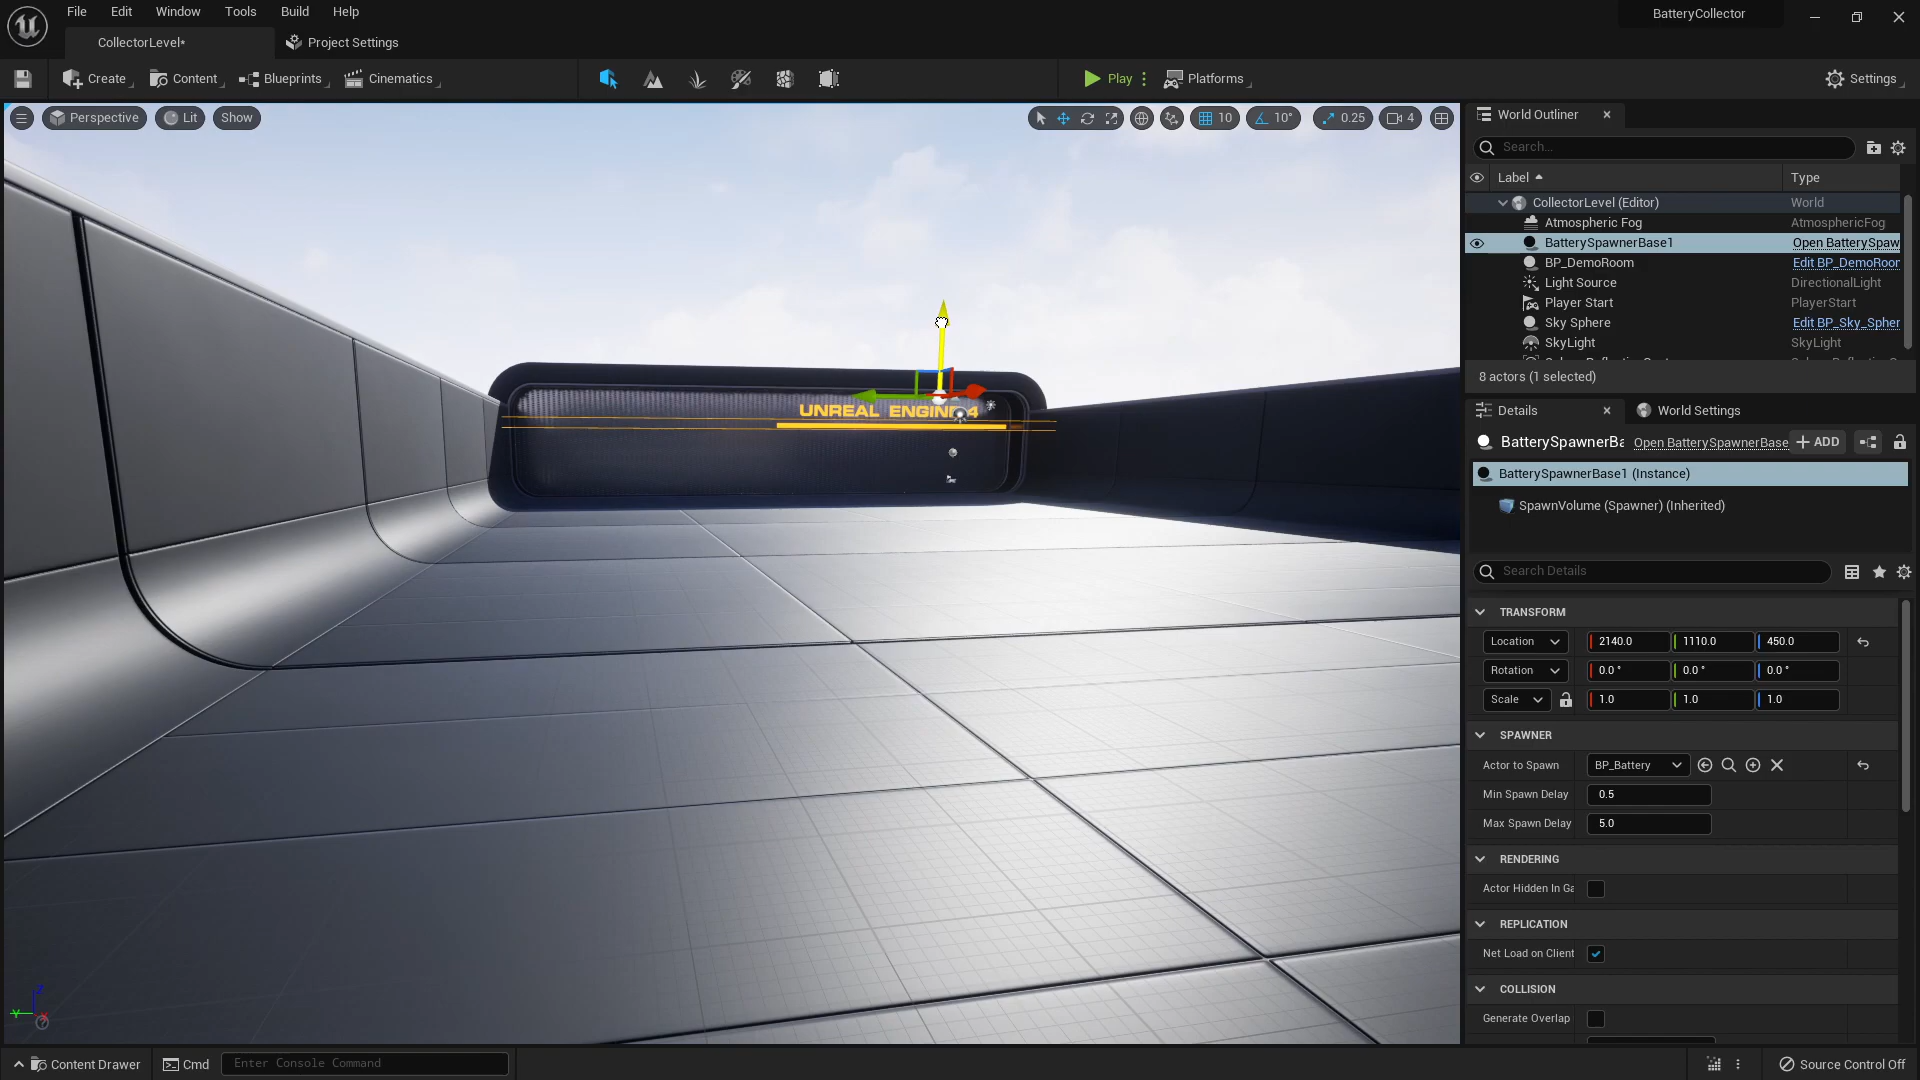 File Edit Window Tools Build Help
BatteryCollector
CollectorLevel*
Project Settings
Create
Content
Blueprints
Cinematics
Play
Platforms
Settings
Perspective
Lit
Show
10
10°
0.25
4
UNREAL ENGINE 4
World Outliner
Search...
Label Type
CollectorLevel (Editor) World
Atmospheric Fog AtmosphericFog
BatterySpawnerBase1 Open BatterySpaw
BP_DemoRoom Edit BP_DemoRoor
Light Source DirectionalLight
Player Start PlayerStart
Sky Sphere Edit BP_Sky_Spher
SkyLight SkyLight
8 actors (1 selected)
Details
World Settings
BatterySpawnerBa Open BatterySpawnerBase ADD
BatterySpawnerBase1 (Instance)
SpawnVolume (Spawner) (Inherited)
Search Details
TRANSFORM
Location 2140.0 1110.0 450.0
Rotation 0.0 ° 0.0 ° 0.0 °
Scale 1.0 1.0 1.0
SPAWNER
Actor to Spawn BP_Battery
Min Spawn Delay 0.5
Max Spawn Delay 5.0
RENDERING
Actor Hidden In Ga
REPLICATION
Net Load on Client
COLLISION
Generate Overlap
Y
Content Drawer
Cmd
Enter Console Command
Source Control Off